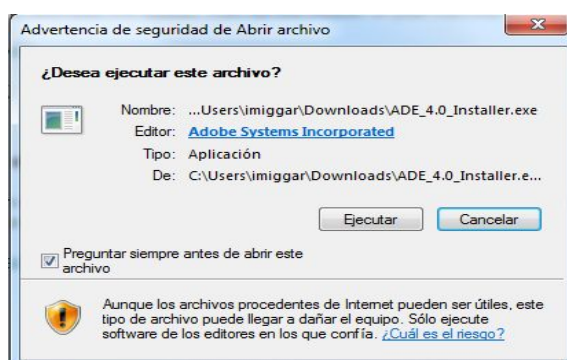 Advertencia de seguridad de Abrir archivo
¿Desea ejecutar este archivo?
Nombre: ...Users\imiggar\Downloads\ADE_4.0_Installer.exe
Editor: Adobe Systems Incorporated
Tipo: Aplicación
De: C:\Users\imiggar\Downloads\ADE_4.0_Installer.e...
Ejecutar Cancelar
Preguntar siempre antes de abrir este
archivo
Aunque los archivos procedentes de Internet pueden ser útiles, este
tipo de archivo puede llegar a dañar el equipo. Sólo ejecute
software de los editores en los que confía. ¿Cuál es el riesgo?